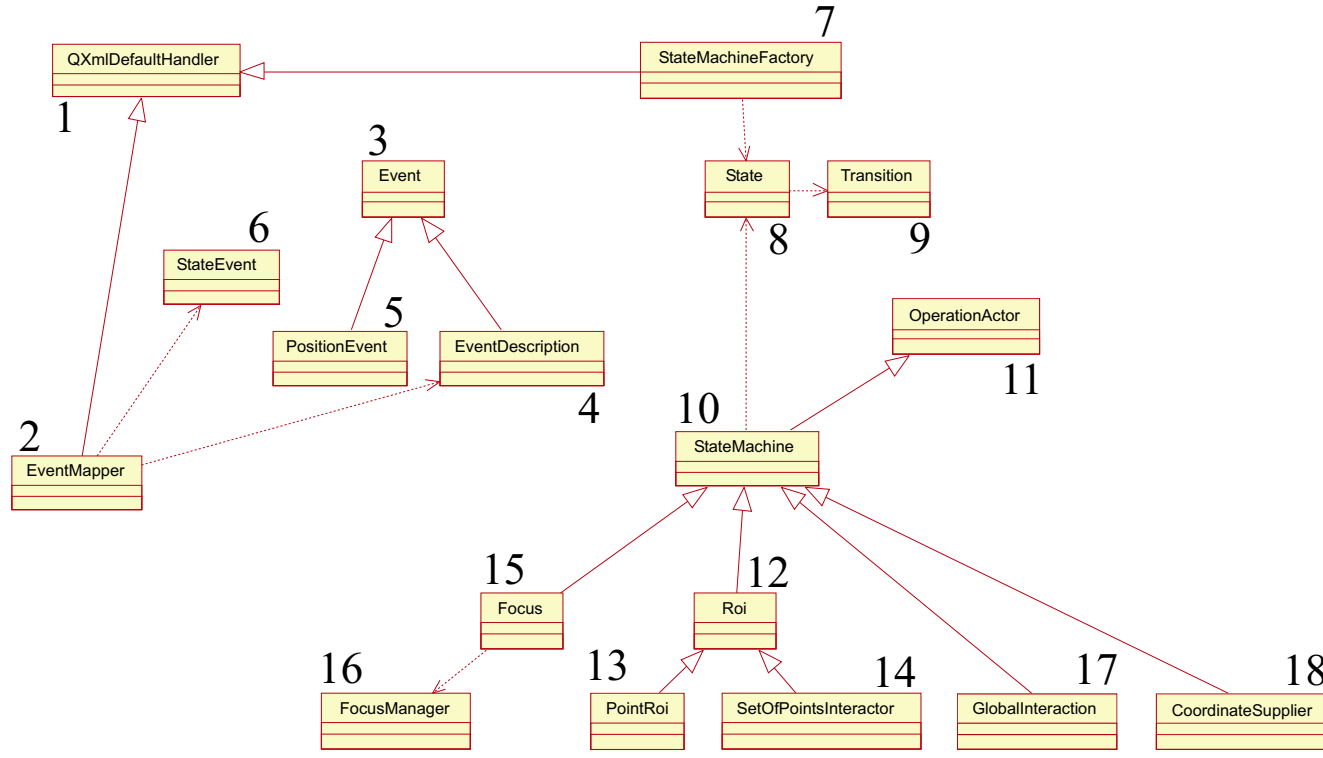 7
QXmlDefaultHandler
StateMachineFactory
1
3
Event
State
Transition
6
8
9
StateEvent
5
OperationActor
PositionEvent
EventDescription
11
4
10
2
StateMachine
EventMapper
15
12
Focus
Roi
16
13
14
17
18
FocusManager
PointRoi
SetOfPointsInteractor
GlobalInteraction
CoordinateSupplier